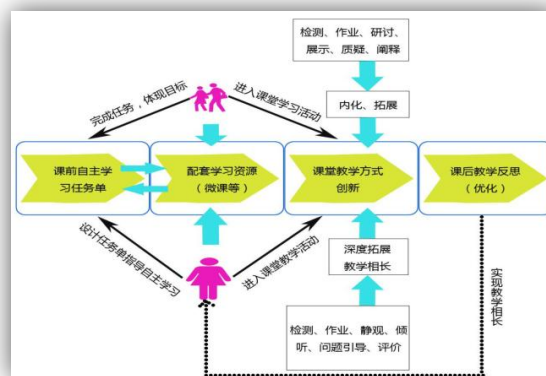 检测、作业、研讨、
展示、质疑、阐释
完成任务，体现目标
进入课堂学习活动
内化、拓展
课前自主学
习任务单
配套学习资源
（微课等）
课堂教学方式
创新
课后教学反思
（优化）
设计任务单指导自主学习
进入课堂教学活动
深度拓展
教学相长
实现教学相长
检测、作业、静观、倾
听、问题引导、评价